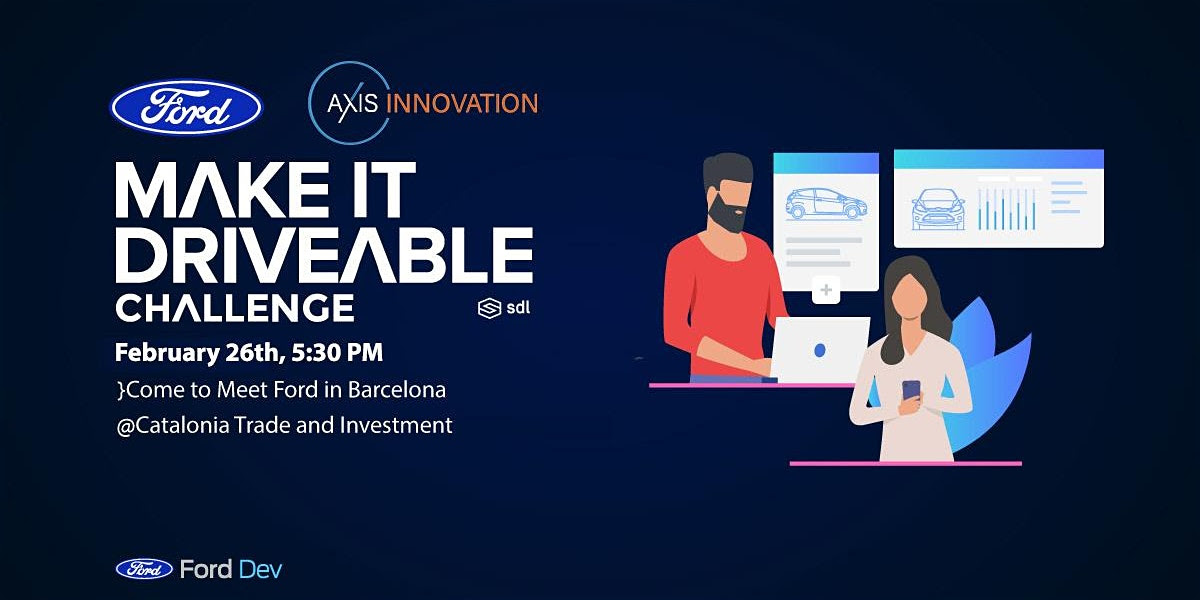 Ford
AXIS INNOVATION
MAKE IT
DRIVEABLE
CHALLENGE
sdl
February 26th, 5:30 PM
}Come to Meet Ford in Barcelona
@Catalonia Trade and Investment
Ford Ford Dev